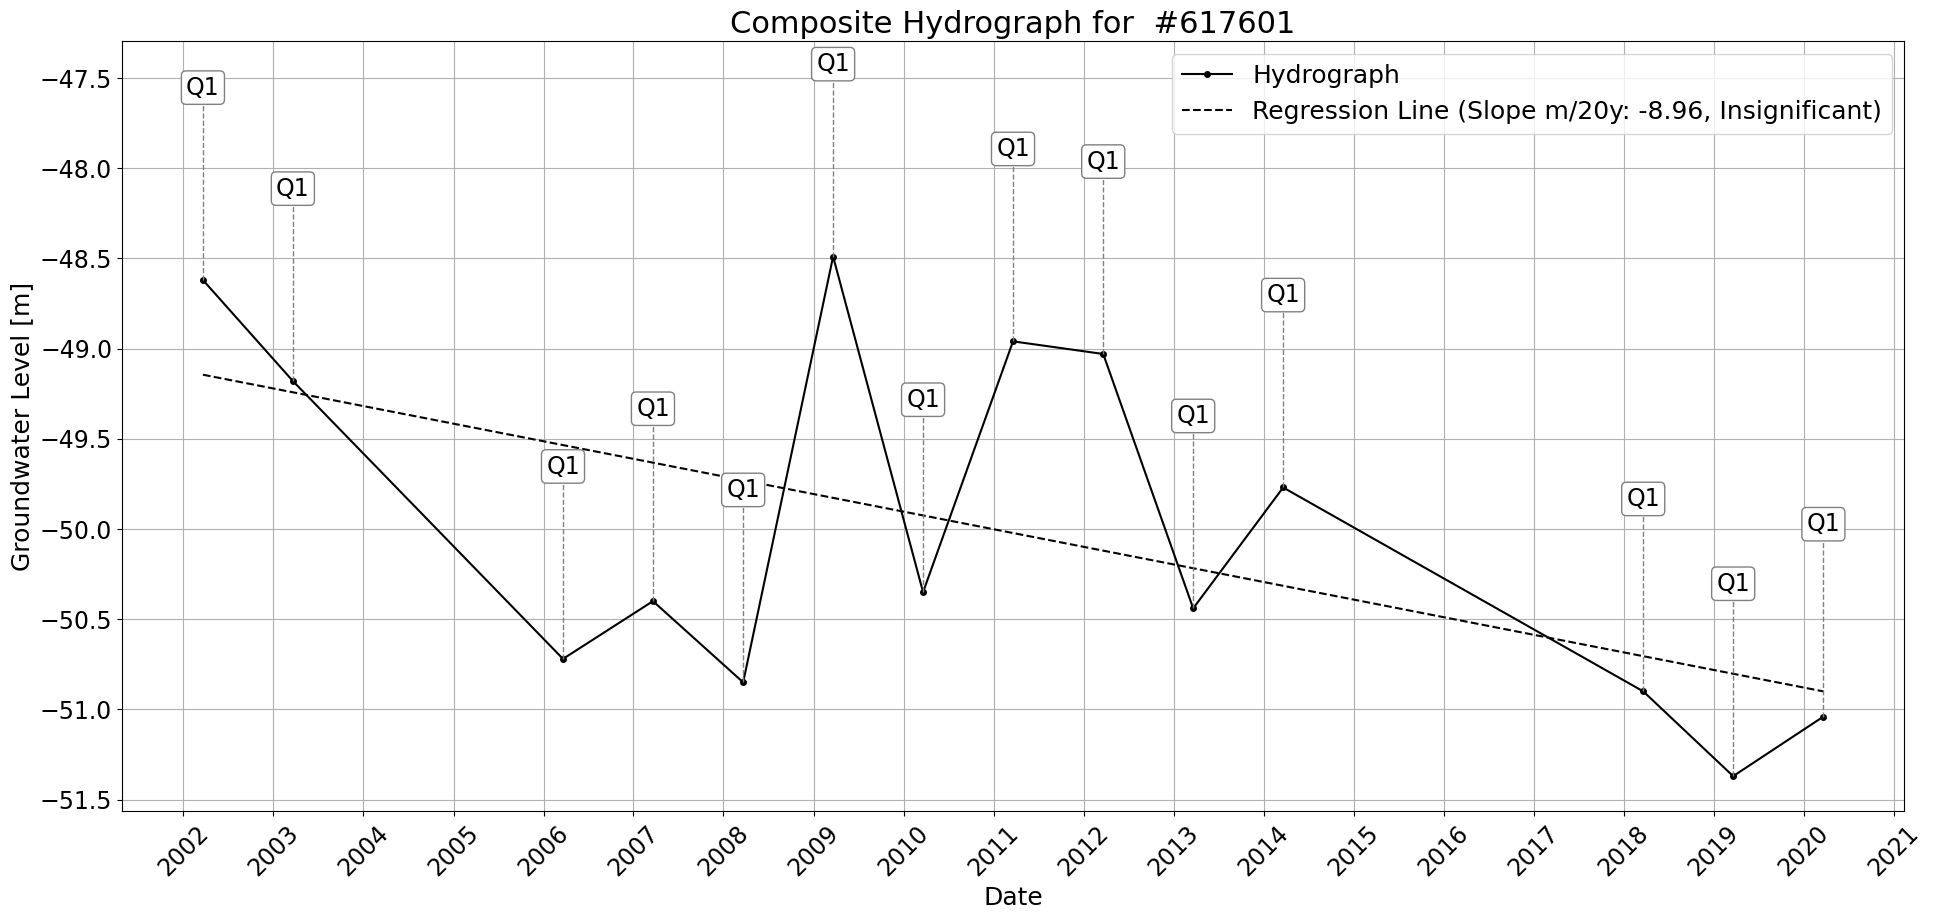 Composite Hydrograph for  #617601
Hydrograph
Regression Line (Slope m/20y: -8.96, Insignificant)
Q1
Q1
Q1
Q1
Q1
Q1
Q1
Q1
Q1
Q1
Q1
Q1
Q1
Q1
Groundwater Level [m]
−47.5
−48.0
−48.5
−49.0
−49.5
−50.0
−50.5
−51.0
−51.5
2002
2003
2004
2005
2006
2007
2008
2009
2010
2011
2012
2013
2014
2015
2016
2017
2018
2019
2020
2021
Date